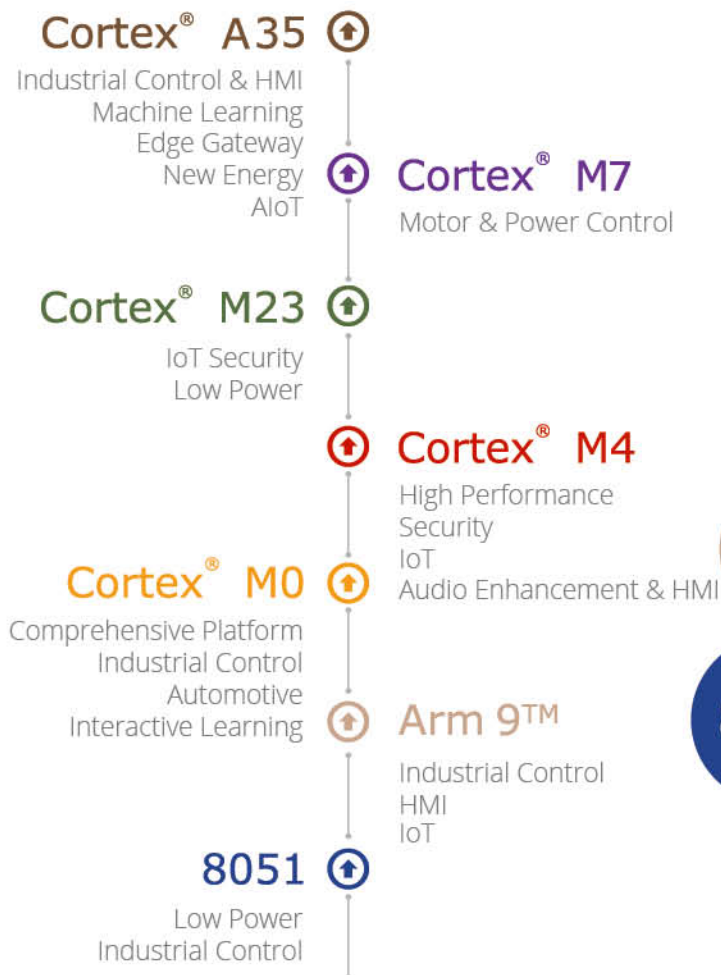 Cortex® A35
Industrial Control & HMI
Machine Learning
Edge Gateway
New Energy
AIoT
Cortex® M7
Motor & Power Control
Cortex® M23
IoT Security
Low Power
Cortex® M4
High Performance
Security
IoT
Audio Enhancement & HMI
Cortex® M0
Comprehensive Platform
Industrial Control
Automotive
Interactive Learning
Arm 9™
Industrial Control
HMI
IoT
8051
Low Power
Industrial Control